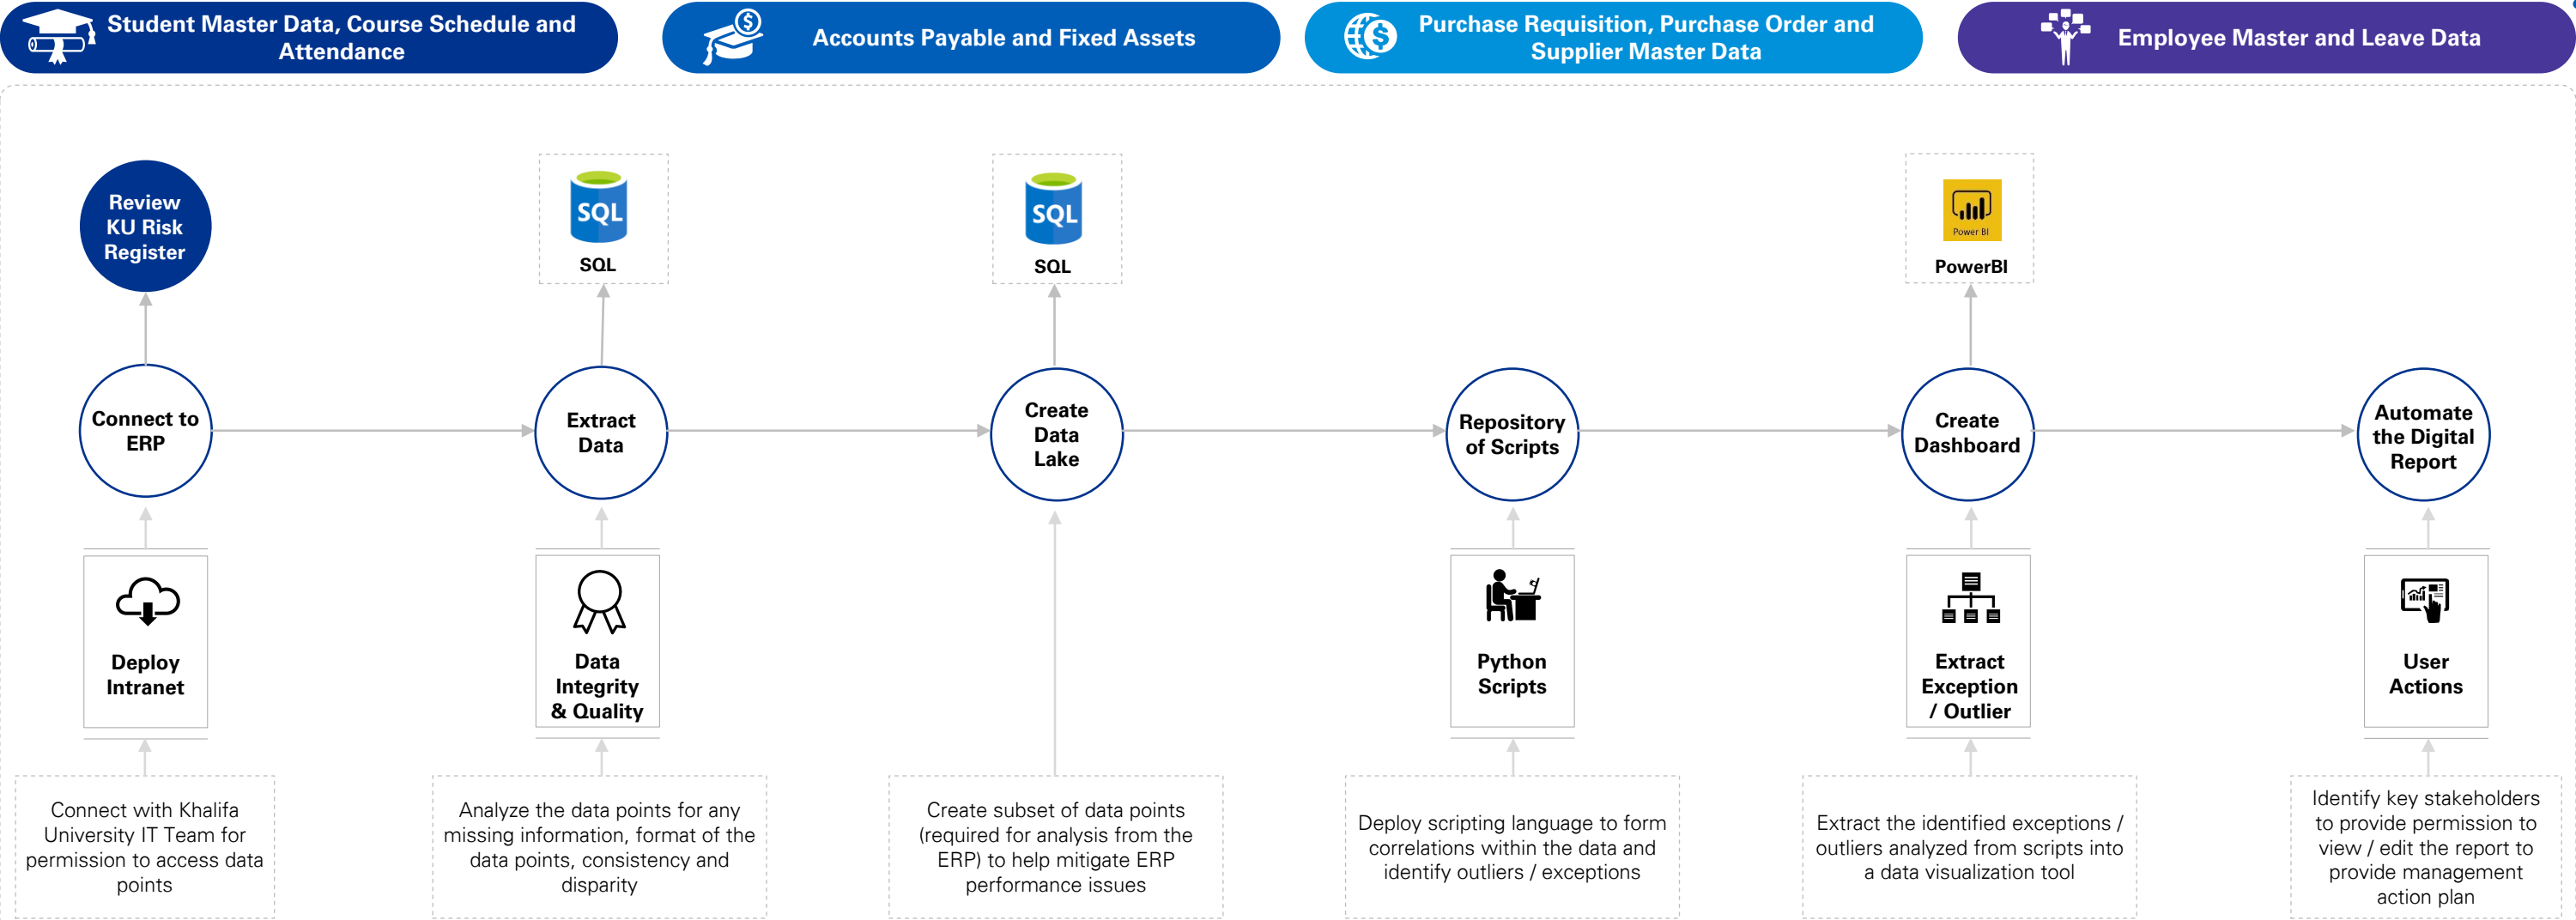 Student Master Data, Course Schedule and
Attendance
Accounts Payable and Fixed Assets
Purchase Requisition, Purchase Order and
Supplier Master Data
Employee Master and Leave Data
Review
KU Risk
Register
SQL
SQL
SQL
SQL
Power BI
PowerBI
Connect to
ERP
Extract
Data
Create
Data
Lake
Repository
of Scripts
Create
Dashboard
Automate
the Digital
Report
Deploy
Intranet
Data
Integrity
& Quality
Python
Scripts
Extract
Exception
/ Outlier
User
Actions
Connect with Khalifa
University IT Team for
permission to access data
points
Analyze the data points for any
missing information, format of the
data points, consistency and
disparity
Create subset of data points
(required for analysis from the
ERP) to help mitigate ERP
performance issues
Deploy scripting language to form
correlations within the data and
identify outliers / exceptions
Extract the identified exceptions /
outliers analyzed from scripts into
a data visualization tool
Identify key stakeholders
to provide permission to
view / edit the report to
provide management
action plan